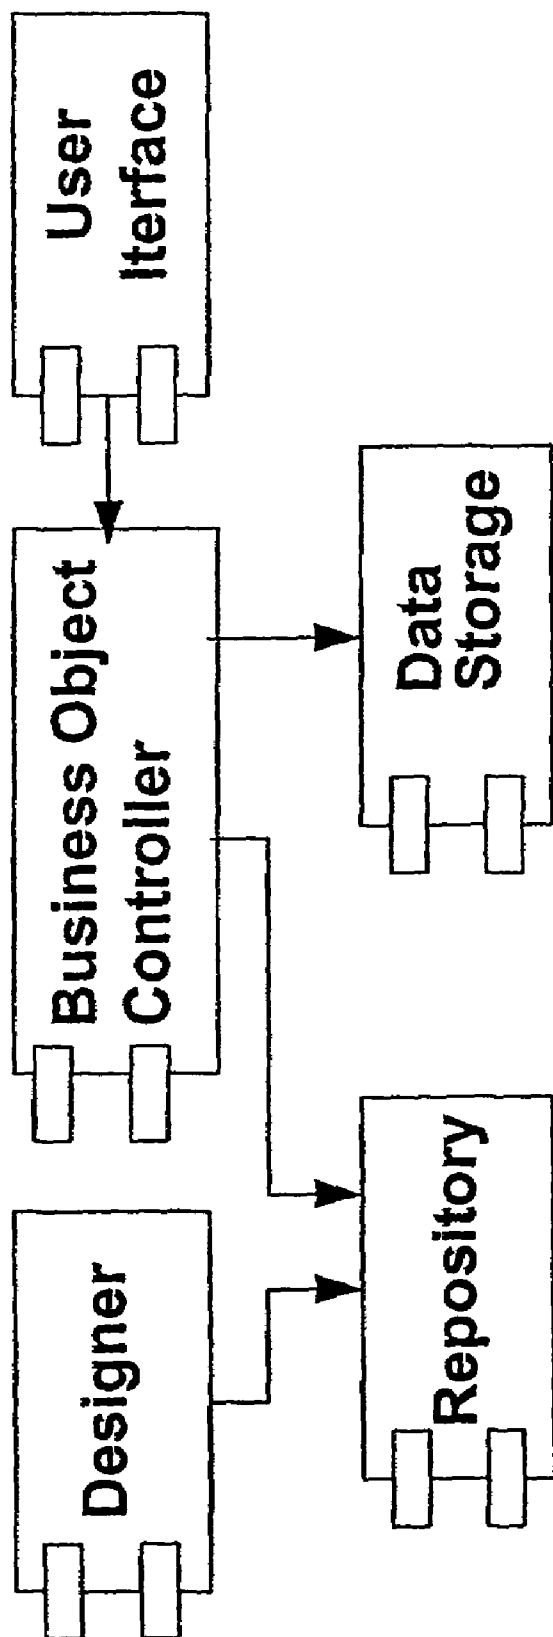 Designer
Business Object
Controller
User
Iterface
Repository
Data
Storage